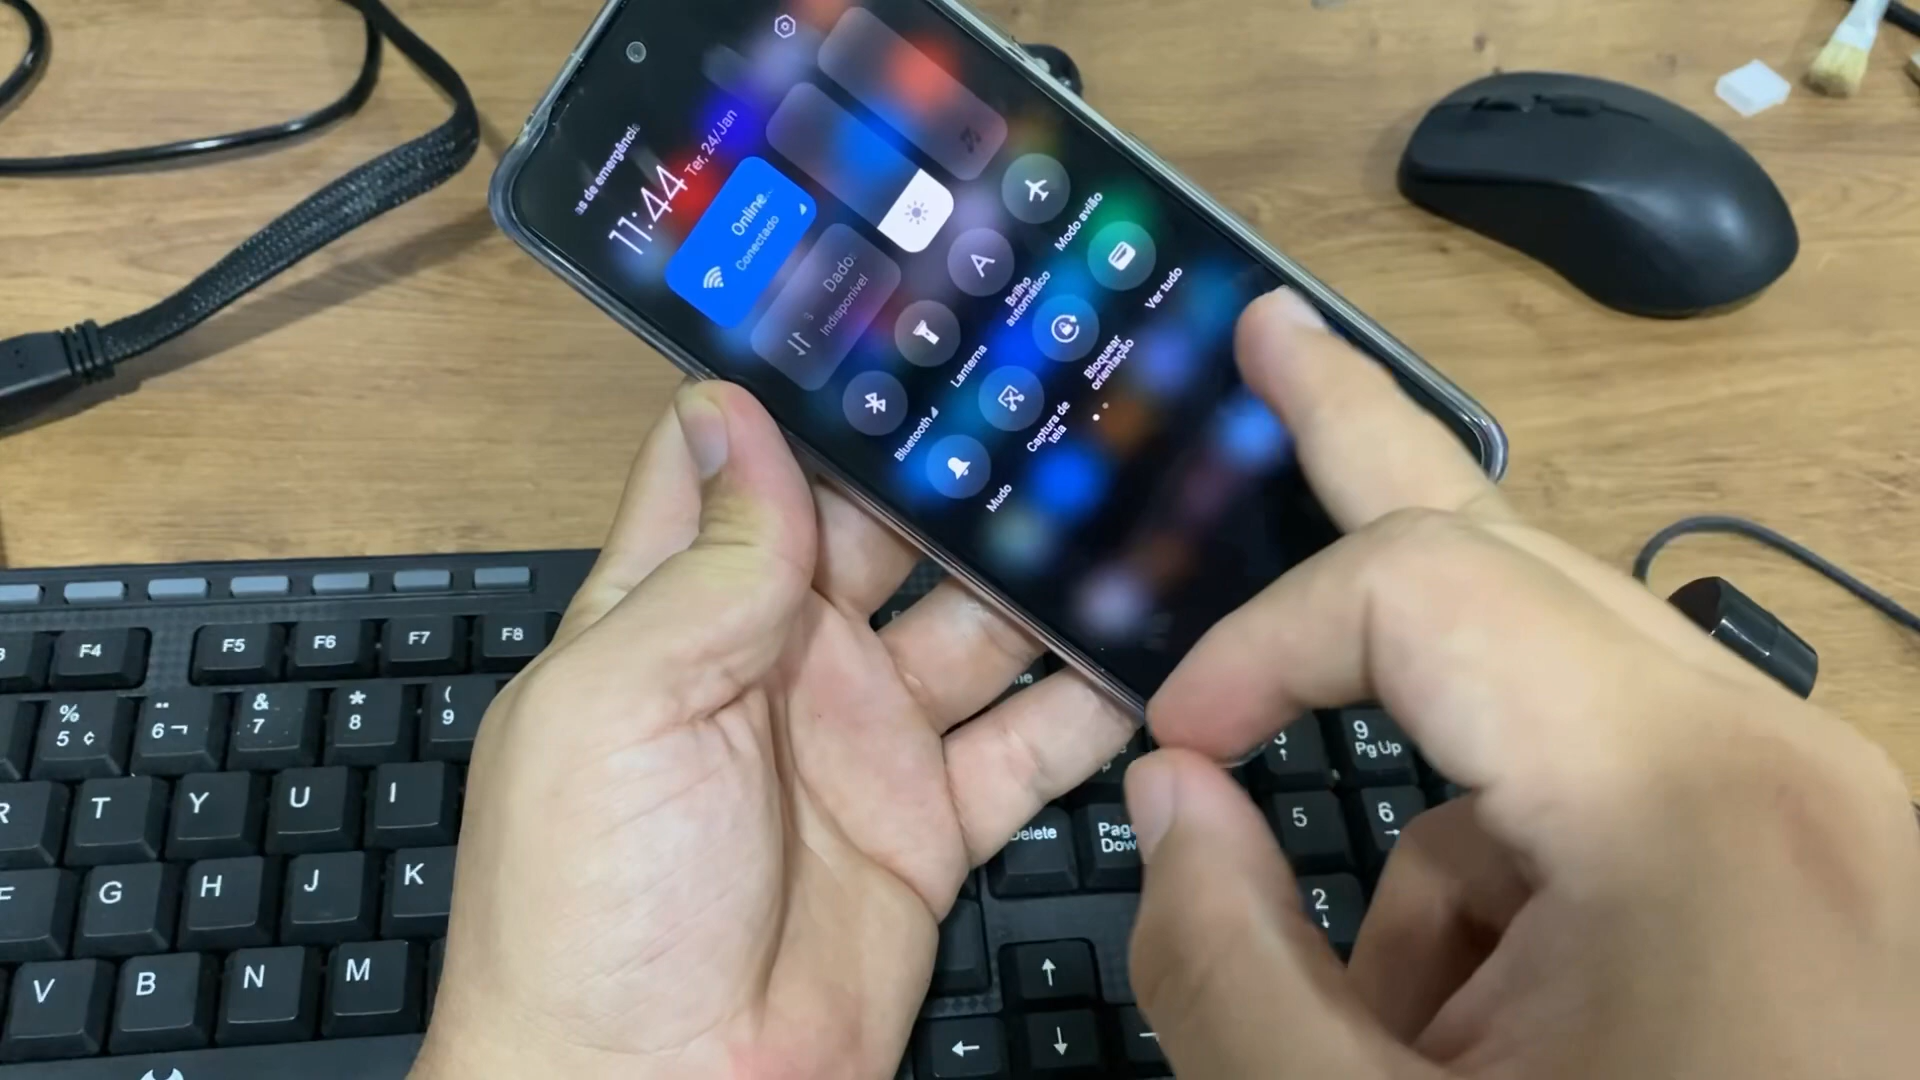 as de emergência
11:44 Ter, 24/Jan
Online...
Conectado
Dados
Indisponível
Modo avião
Brilho
automático
Ver tudo
Lanterna
Bloquear
orientação
Bluetooth
Captura de
tela
Mudo
A
F4 F5 F6 F7 F8
% 5 ¢
6 ¬
& 7
* 8
( 9
R T Y U I
F G H J K
V B N M
Delete
Page
Down
9
Pg Up
5
6
→
2
↓
↑
← ↓ →